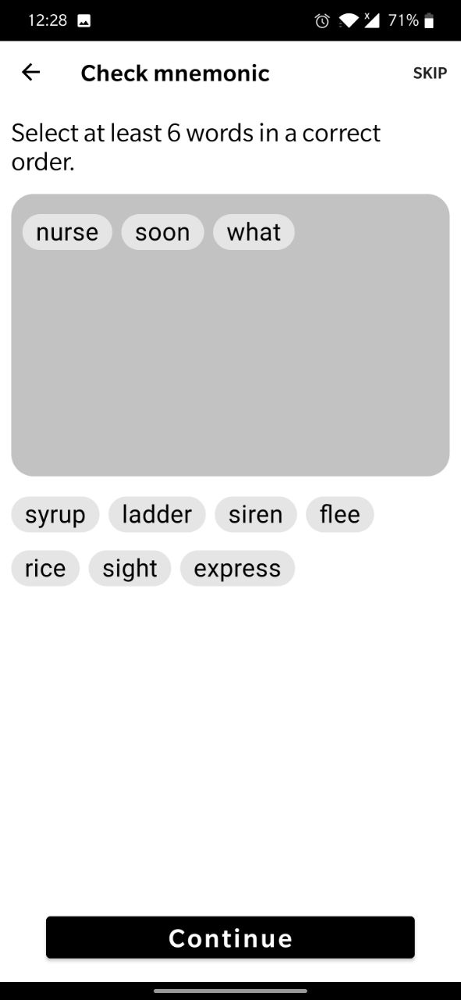 12:28 71%
Check mnemonic SKIP
Select at least 6 words in a correct
order.
nurse soon what
syrup ladder siren flee
rice sight express
Continue